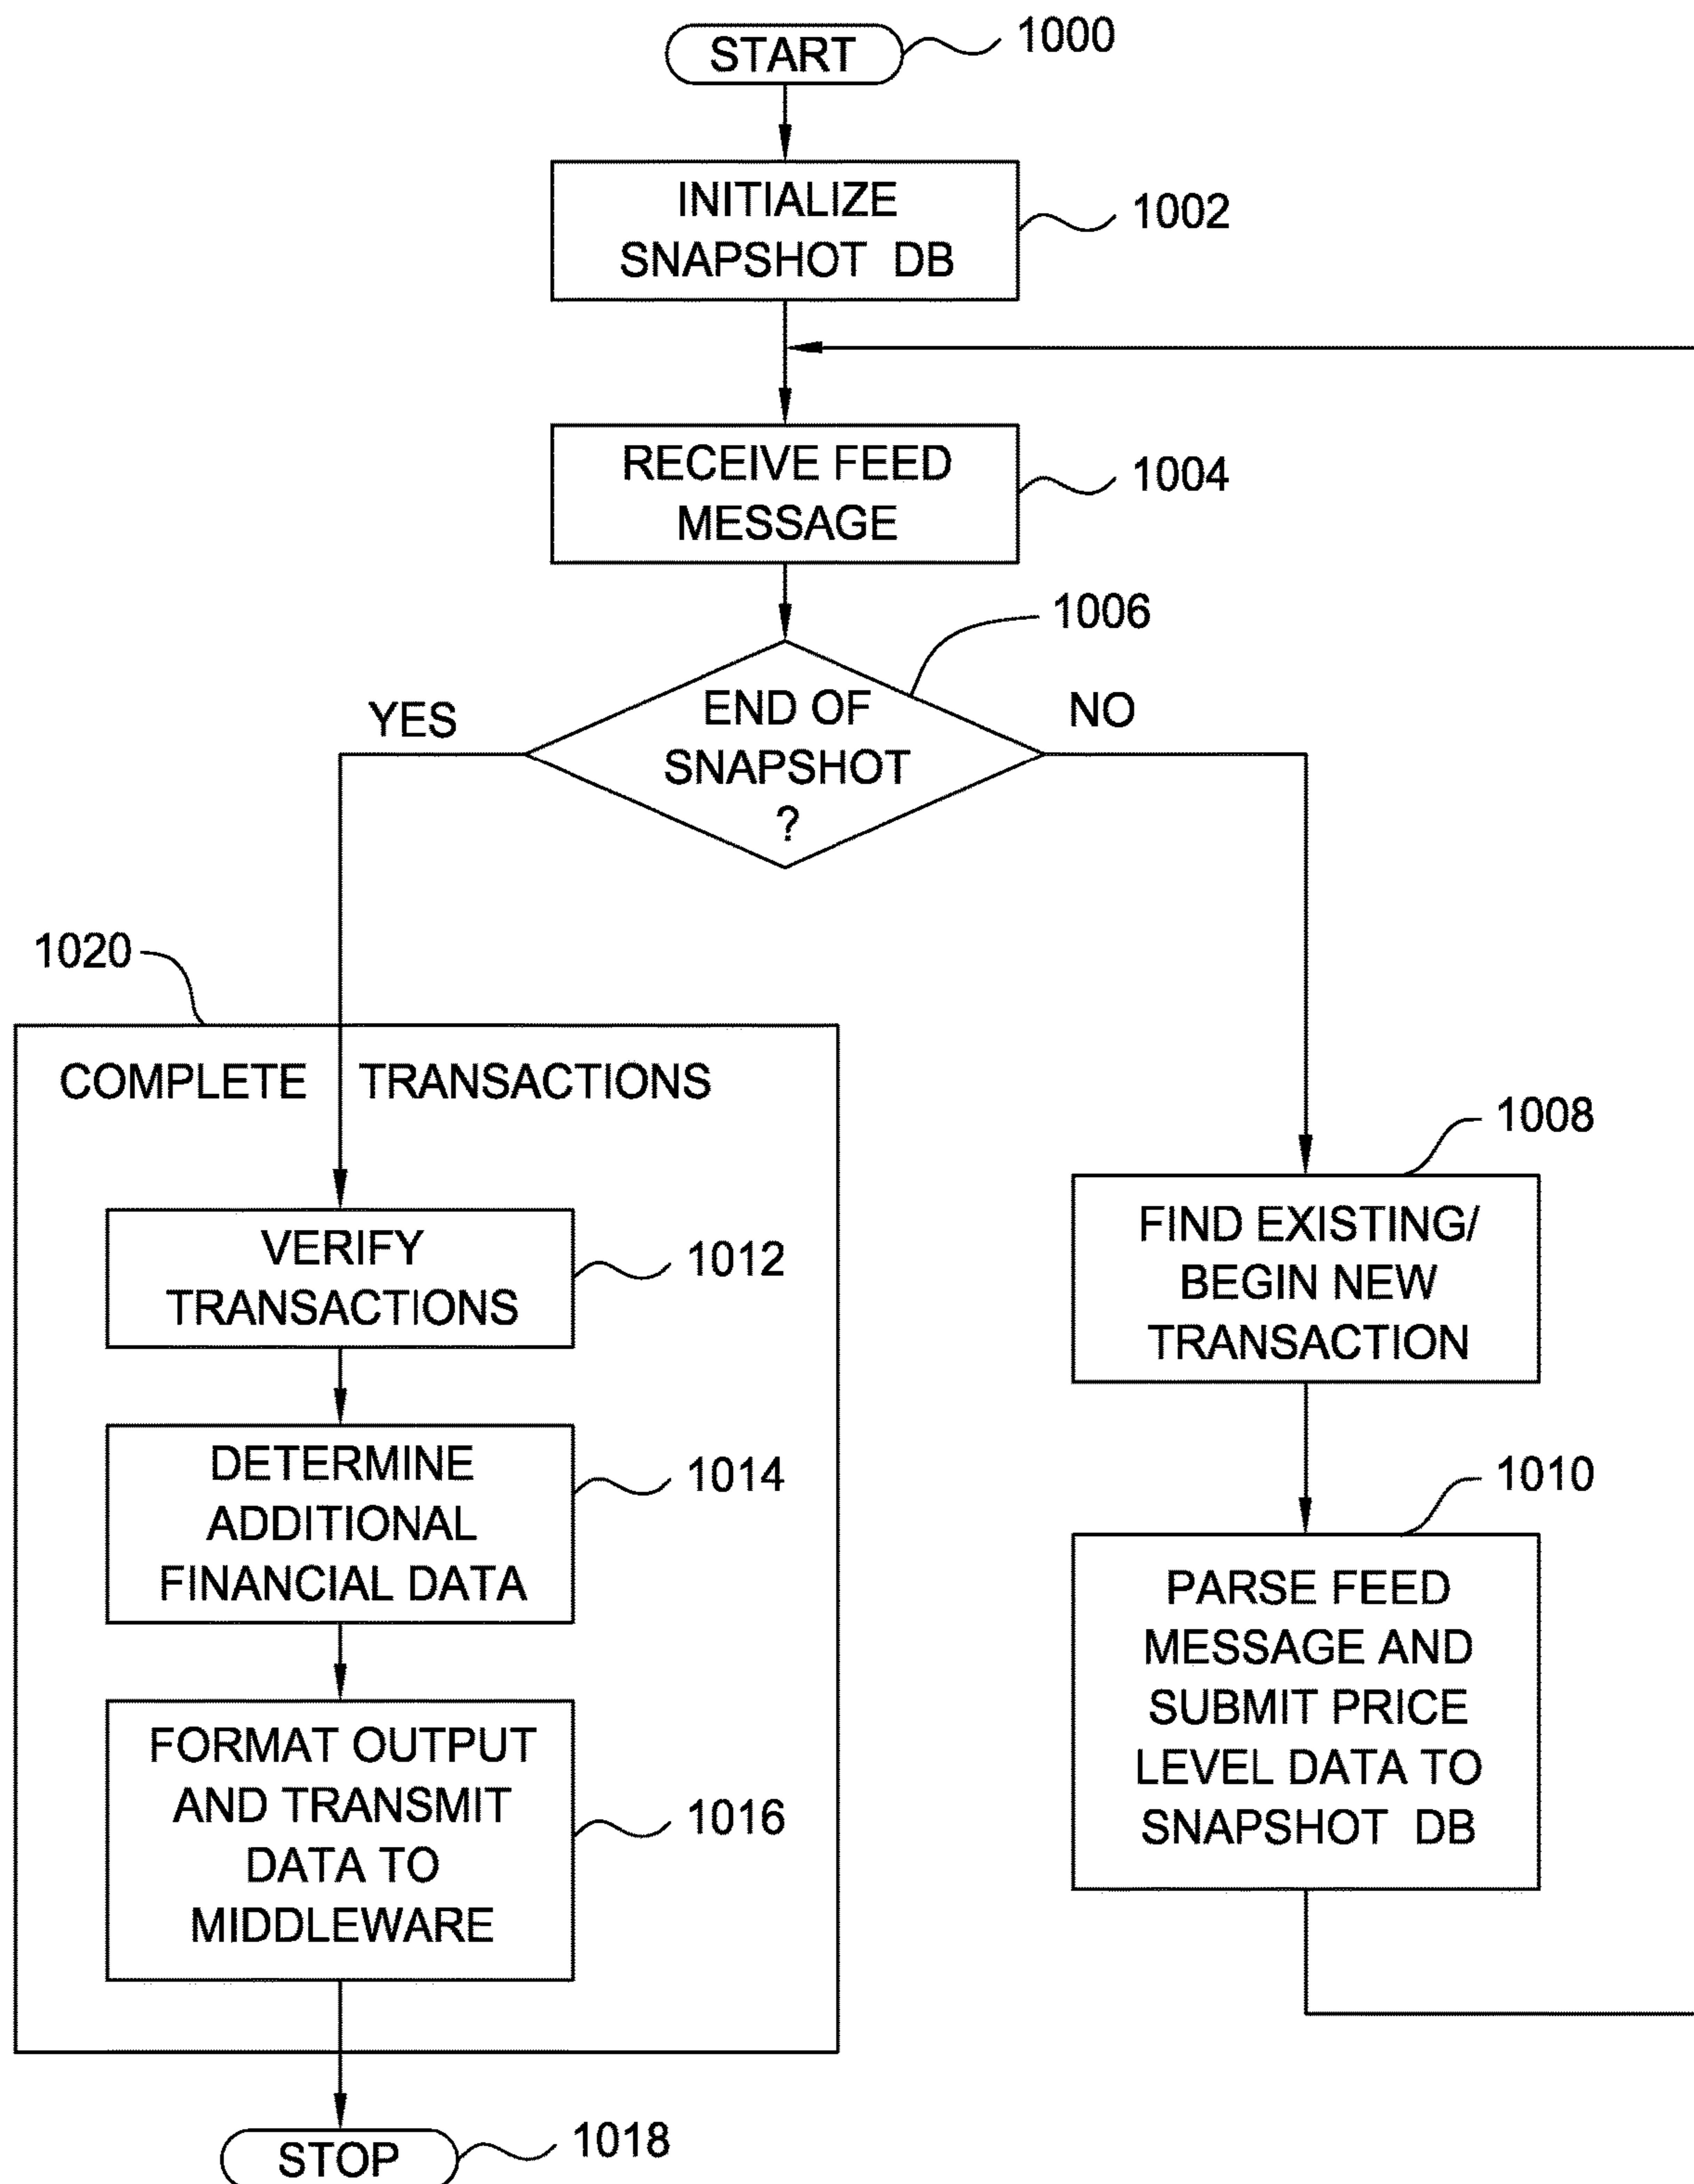 START
1000
INITIALIZE
SNAPSHOT DB
1002
RECEIVE FEED
MESSAGE
1004
1006
END OF
SNAPSHOT
?
YES
NO
1020
COMPLETE TRANSACTIONS
VERIFY
TRANSACTIONS
1012
DETERMINE
ADDITIONAL
FINANCIAL DATA
1014
FORMAT OUTPUT
AND TRANSMIT
DATA TO
MIDDLEWARE
1016
STOP
1018
1008
FIND EXISTING/
BEGIN NEW
TRANSACTION
1010
PARSE FEED
MESSAGE AND
SUBMIT PRICE
LEVEL DATA TO
SNAPSHOT DB